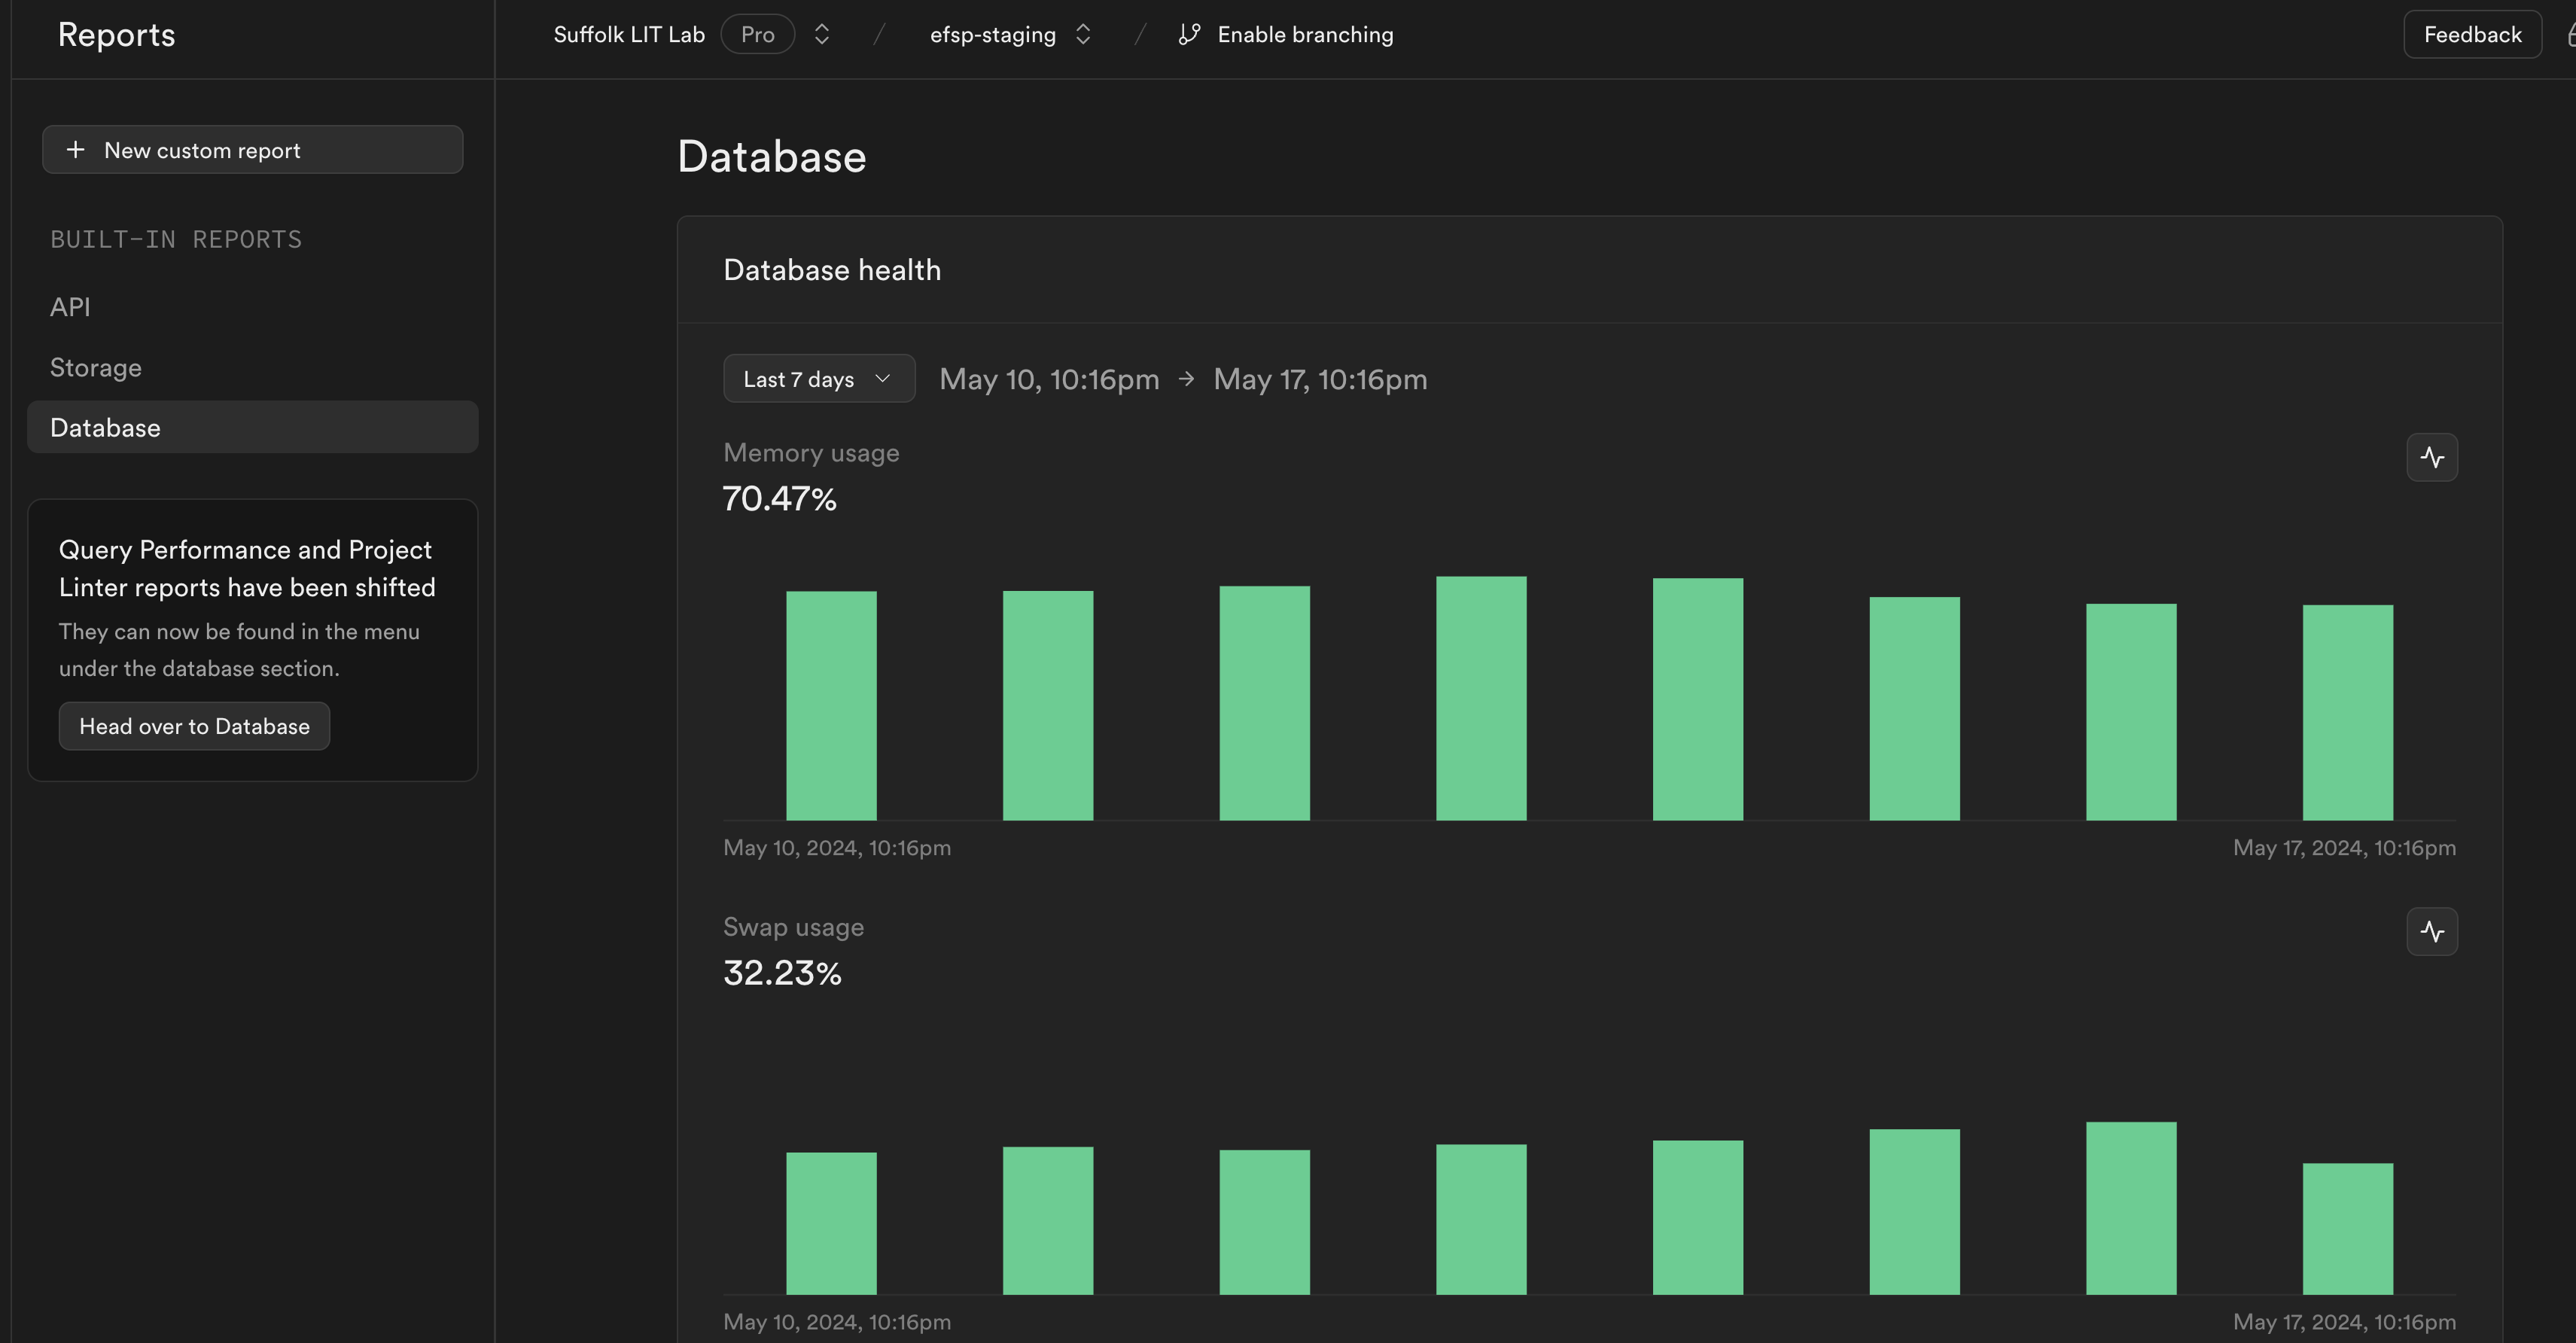 Reports
Suffolk LIT Lab Pro / efsp-staging / Enable branching
Feedback
New custom report
BUILT-IN REPORTS
API
Storage
Database
Query Performance and Project
Linter reports have been shifted
They can now be found in the menu
under the database section.
Head over to Database
Database
Database health
Last 7 days May 10, 10:16pm → May 17, 10:16pm
Memory usage
70.47%
May 10, 2024, 10:16pm May 17, 2024, 10:16pm
Swap usage
32.23%
May 10, 2024, 10:16pm May 17, 2024, 10:16pm